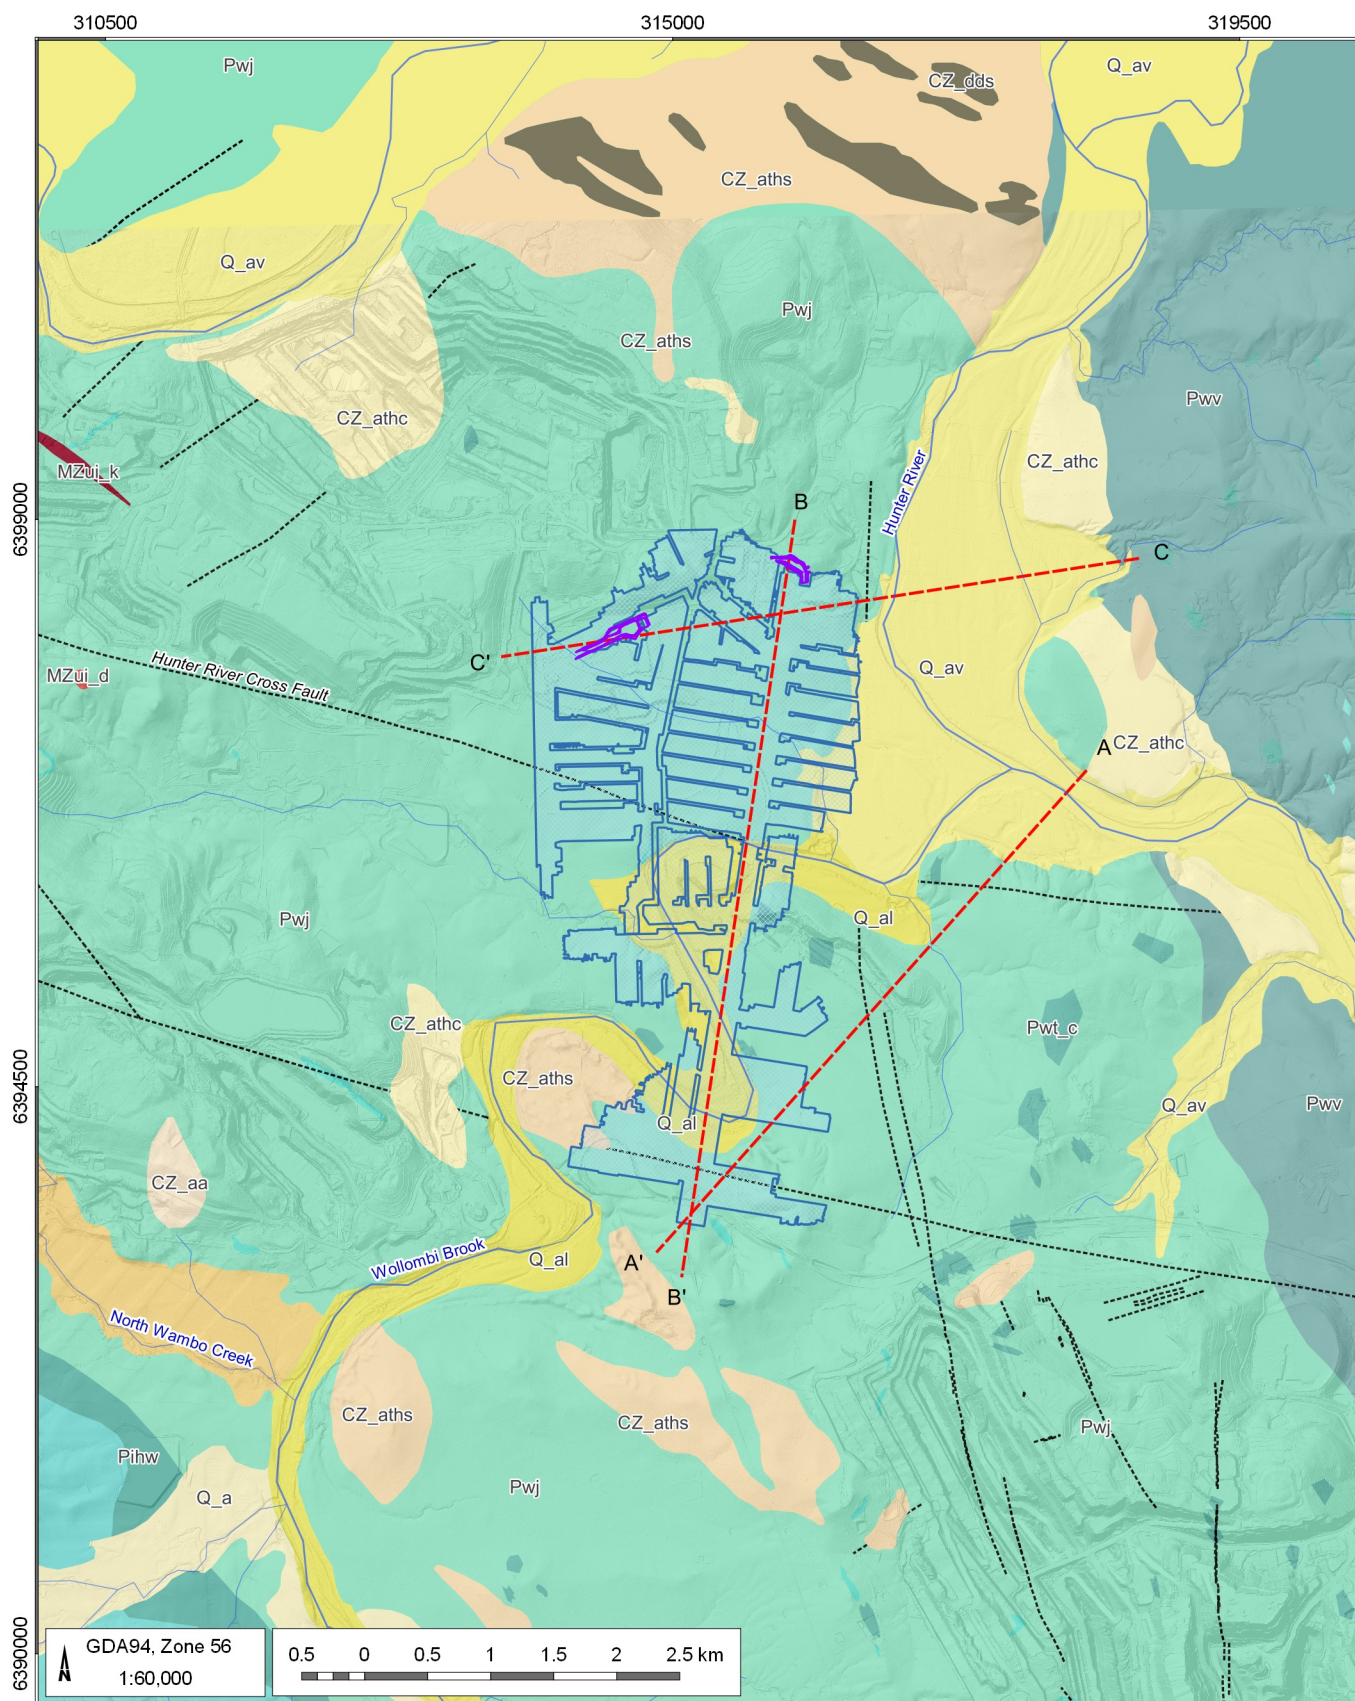 310500
315000
319500
Pwj
CZ_dds
Q_av
CZ_aths
Q_av
Pwj
CZ_aths
Pwv
CZ_athc
MZui_k
CZ_athc
Hunter River
6399000
B
C
C'
Hunter River Cross Fault
MZui_d
Q_av
A
CZ_athc
Pwj
Q_al
CZ_athc
Pwt_c
CZ_aths
6394500
Q_al
Q_av
Pwv
CZ_aa
Wollombi Brook
Q_al
A'
B'
North Wambo Creek
CZ_aths
CZ_aths
Pwj
Pihw
Pwj
Q_a
6390000
GDA94, Zone 56
N
1:60,000
0.5 0 0.5 1 1.5 2 2.5 km